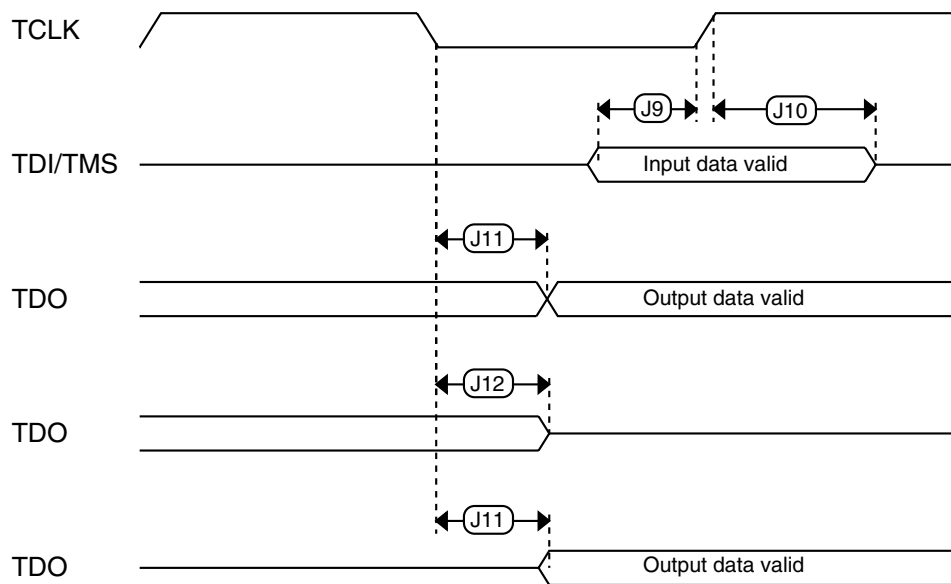 TCLK
J9
J10
TDI/TMS
Input data valid
J11
TDO
Output data valid
J12
TDO
J11
TDO
Output data valid